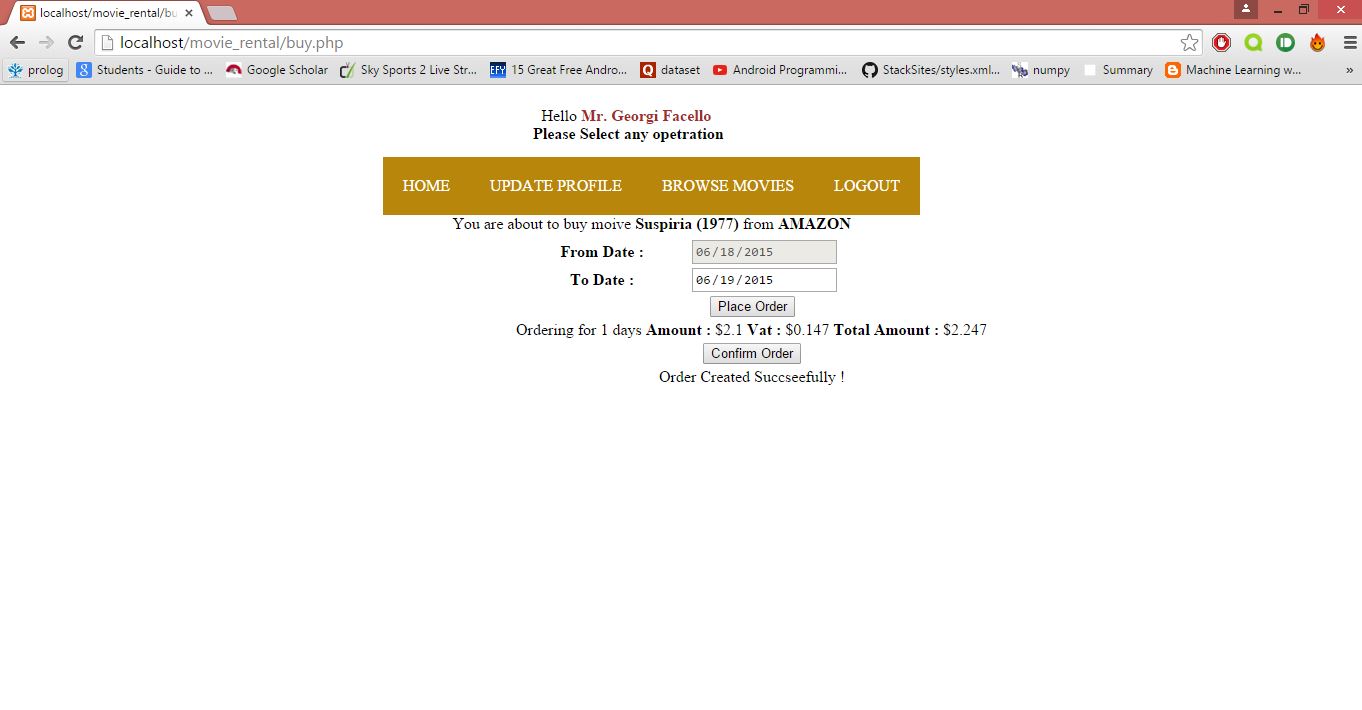 localhost/movie_rental/bu
localhost/movie_rental/buy.php
prolog Students - Guide to ... Google Scholar Sky Sports 2 Live Str... EFY 15 Great Free Andro... Q dataset Android Programmi... StackSites/styles.xml... numpy Summary Machine Learning w... »
Hello Mr. Georgi Facello
Please Select any opetration
HOME UPDATE PROFILE BROWSE MOVIES LOGOUT
You are about to buy moive Suspiria (1977) from AMAZON
From Date : 06/18/2015
To Date : 06/19/2015
Place Order
Ordering for 1 days Amount : $2.1 Vat : $0.147 Total Amount : $2.247
Confirm Order
Order Created Succseefully !